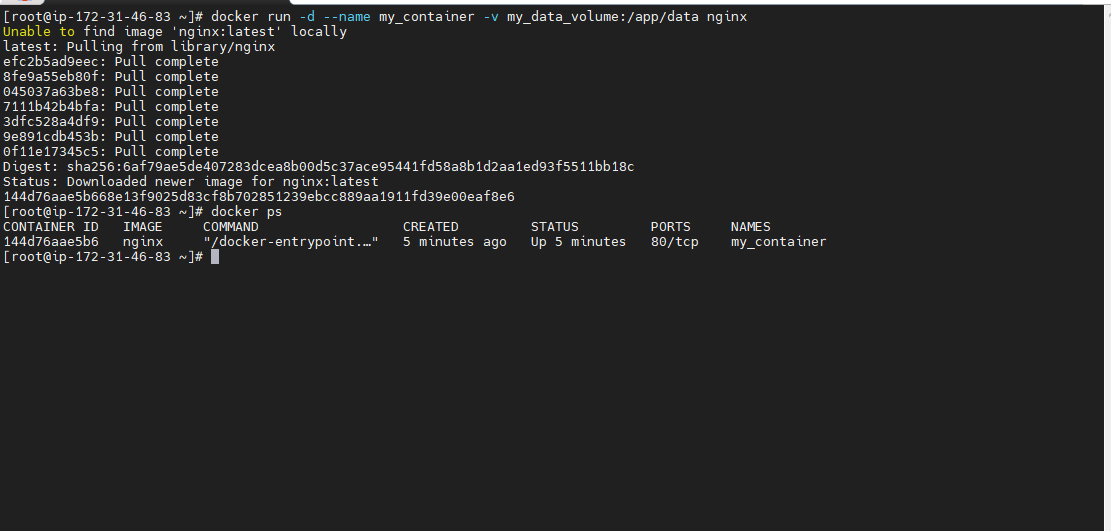 [root@ip-172-31-46-83 ~]# docker run -d --name my_container -v my_data_volume:/app/data nginx
Unable to find image 'nginx:latest' locally
latest: Pulling from library/nginx
efc2b5ad9eec: Pull complete
8fe9a55eb80f: Pull complete
045037a63be8: Pull complete
7111b42b4bfa: Pull complete
3dfc528a4df9: Pull complete
9e891cdb453b: Pull complete
0f11e17345c5: Pull complete
Digest: sha256:6af79ae5de407283dcea8b00d5c37ace95441fd58a8b1d2aa1ed93f5511bb18c
Status: Downloaded newer image for nginx:latest
144d76aae5b668e13f9025d83cf8b702851239ebcc889aa1911fd39e00eaf8e6
[root@ip-172-31-46-83 ~]# docker ps
CONTAINER ID   IMAGE     COMMAND                  CREATED         STATUS         PORTS     NAMES
144d76aae5b6   nginx     "/docker-entrypoint.…"   5 minutes ago   Up 5 minutes   80/tcp    my_container
[root@ip-172-31-46-83 ~]#